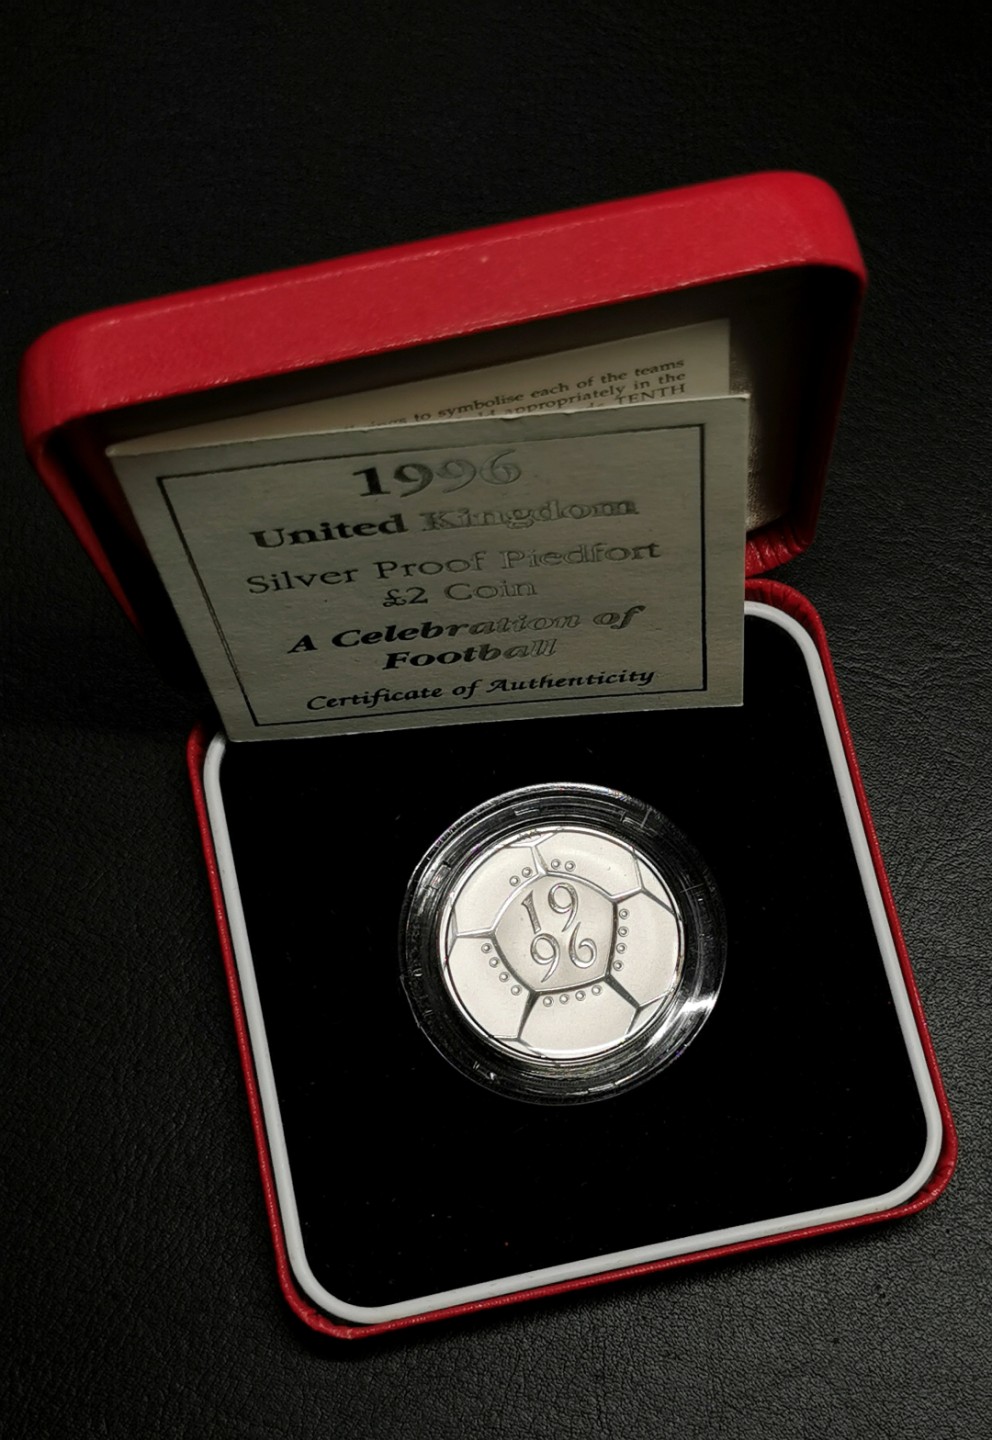 to symbolise each of the teams
appropriately in the
TENTH
1996
United Kingdom
Silver Proof Piedfort
£2 Coin
A Celebration of
Football
Certificate of Authenticity
19
96